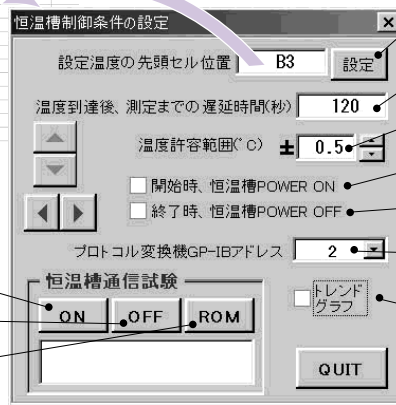 恒温槽制御条件の設定
設定温度の先頭セル位置 B3 設定
温度到達後、測定までの遅延時間(秒) 120
温度許容範囲(℃) ± 0.5
開始時、恒温槽POWER ON
終了時、恒温槽POWER OFF
プロトコル変換機GP-IBアドレス 2
恒温槽通信試験
ON OFF ROM
トレンド
グラフ
QUIT